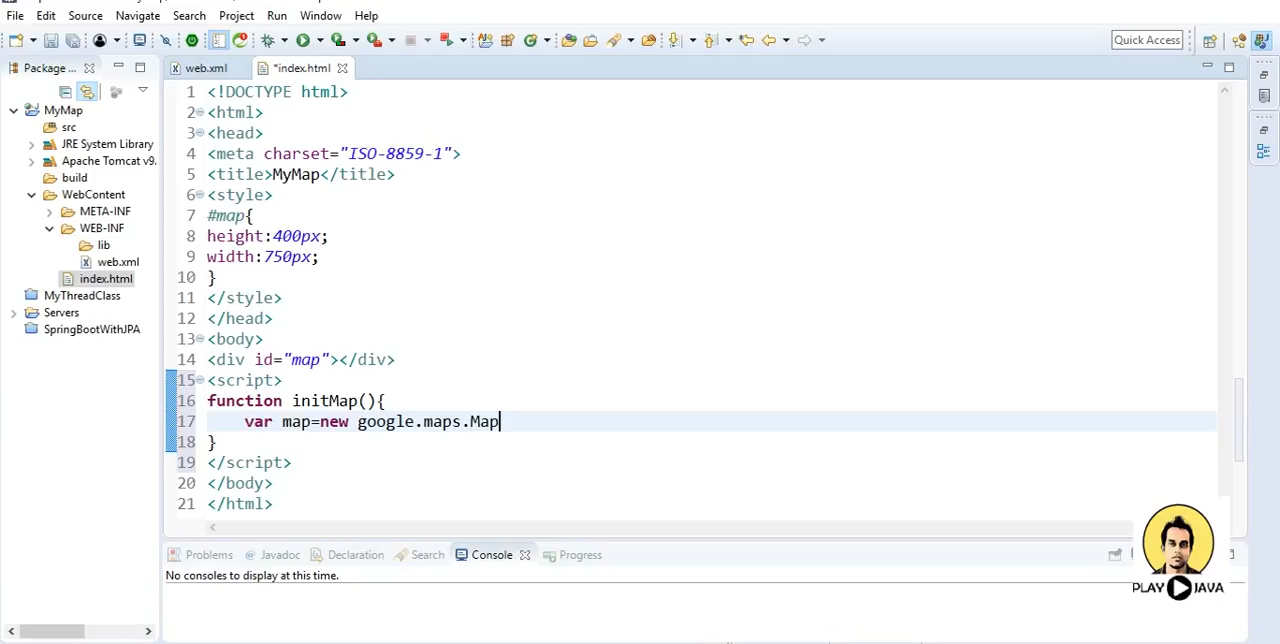 File Edit Source Navigate Search Project Run Window Help
Quick Access
Package ...
web.xml
*index.html
MyMap
src
JRE System Library
Apache Tomcat v9.
build
WebContent
META-INF
WEB-INF
lib
web.xml
index.html
MyThreadClass
Servers
SpringBootWithJPA
1 <!DOCTYPE html>
2 <html>
3 <head>
4 <meta charset="ISO-8859-1">
5 <title>MyMap</title>
6 <style>
7 #map{
8 height:400px;
9 width:750px;
10 }
11 </style>
12 </head>
13 <body>
14 <div id="map"></div>
15 <script>
16 function initMap(){
17 var map=new google.maps.Map
18 }
19 </script>
20 </body>
21 </html>
Problems @ Javadoc Declaration Search Console Progress
No consoles to display at this time.
PLAY JAVA